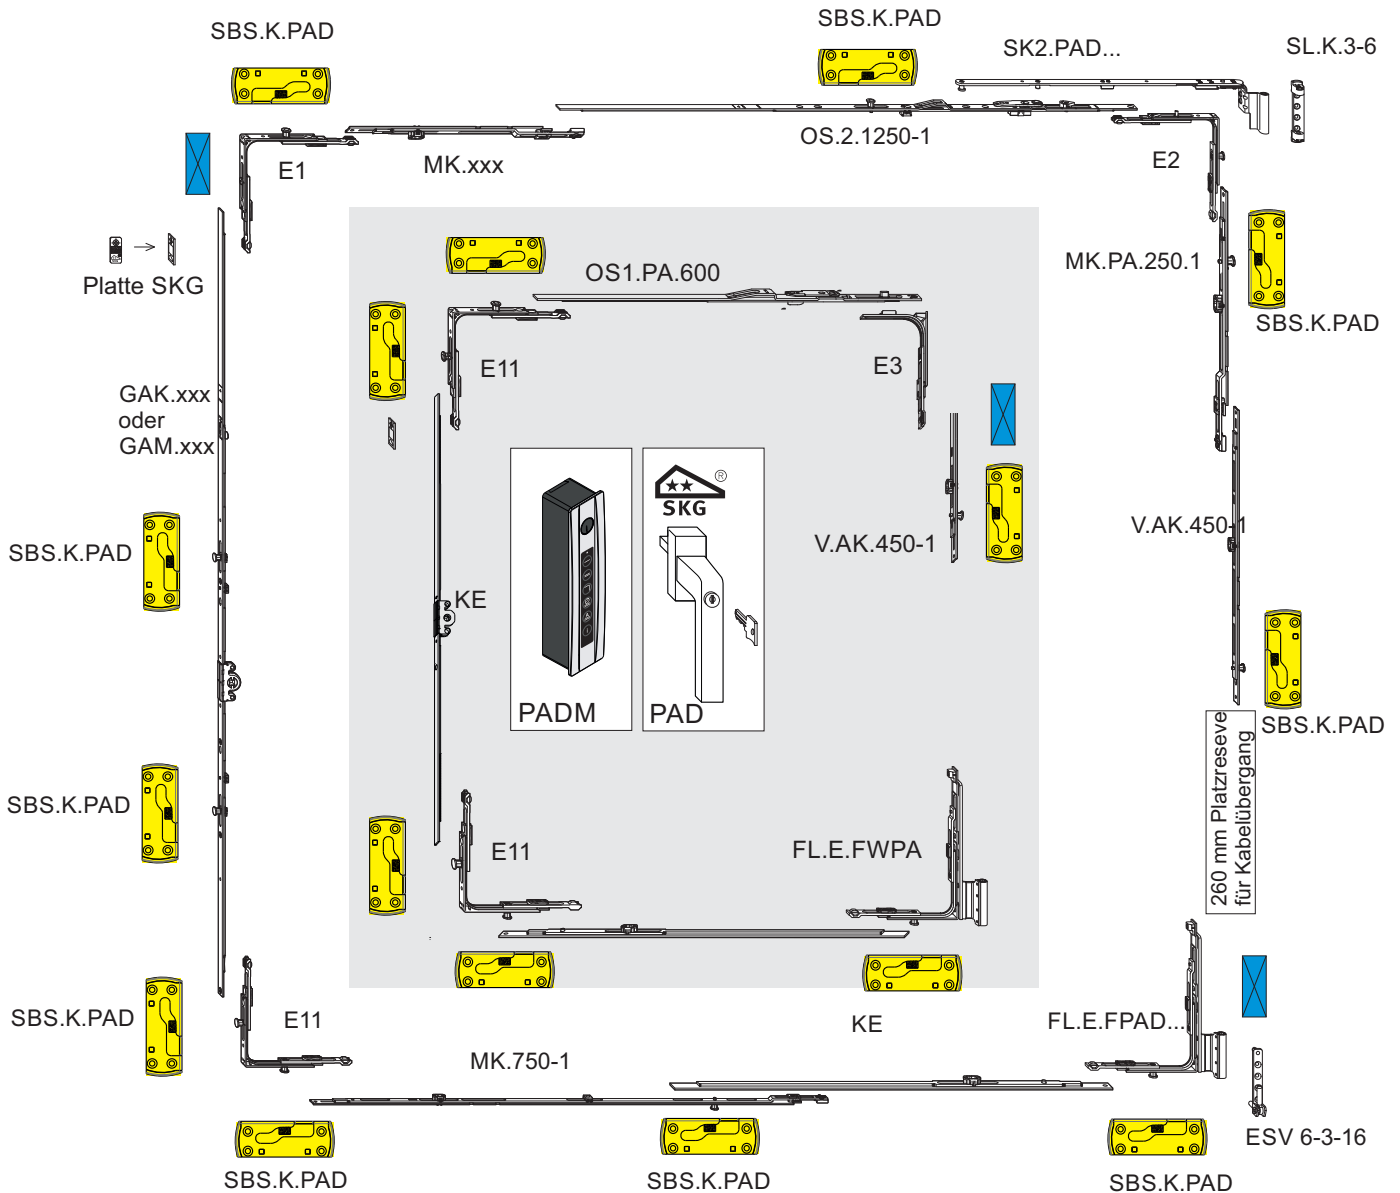 SBS.K.PAD
SBS.K.PAD
SK2.PAD...
SL.K.3-6
OS.2.1250-1
E1
MK.xxx
E2
Platte SKG
OS1.PA.600
MK.PA.250.1
SBS.K.PAD
E11
E3
GAK.xxx
oder
GAM.xxx
SKG
®
SBS.K.PAD
V.AK.450-1
V.AK.450-1
KE
PADM
PAD
SBS.K.PAD
260 mm Platzreseve
für Kabelübergang
SBS.K.PAD
E11
FL.E.FWPA
SBS.K.PAD
E11
KE
FL.E.FPAD...
MK.750-1
ESV 6-3-16
SBS.K.PAD
SBS.K.PAD
SBS.K.PAD